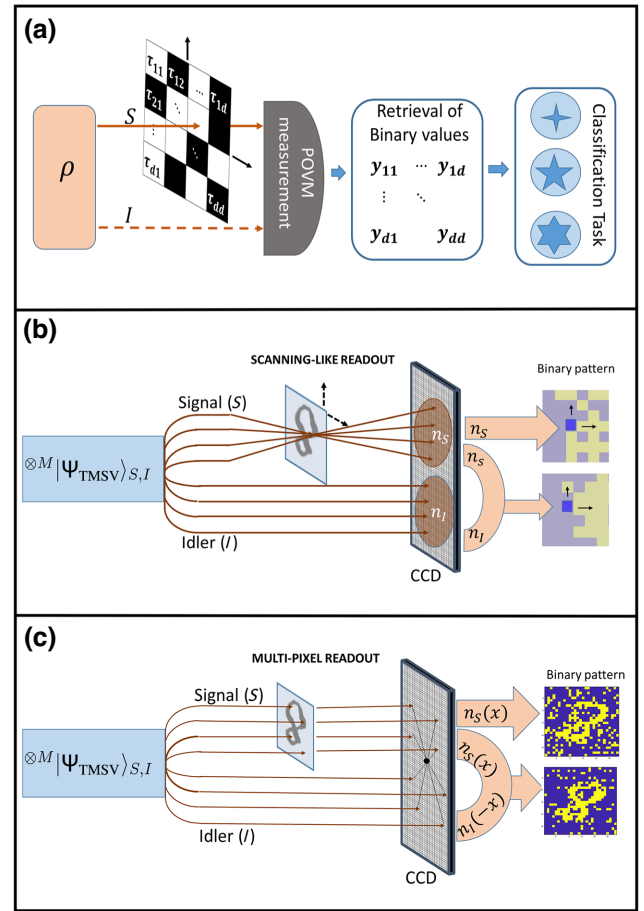 (a)
τ₁₁ τ₁₂ ... τ₁d
τ₂₁ ⋱
⋮ ⋱
τd₁ τdd
S
ρ
I
POVM
measurement
Retrieval of
Binary values
y₁₁ ... y₁d
⋮ ⋱
yd₁ ydd
Classification Task
(b)
SCANNING-LIKE READOUT
Binary pattern
Signal (S)
⊗M|Ψ_TMSV⟩S,I
Idler (I)
nS
nI
CCD
nS
nS
nI
(c)
MULTI-PIXEL READOUT
Binary pattern
Signal (S)
⊗M|Ψ_TMSV⟩S,I
Idler (I)
CCD
nS(x)
nS(x)
nI(−x)